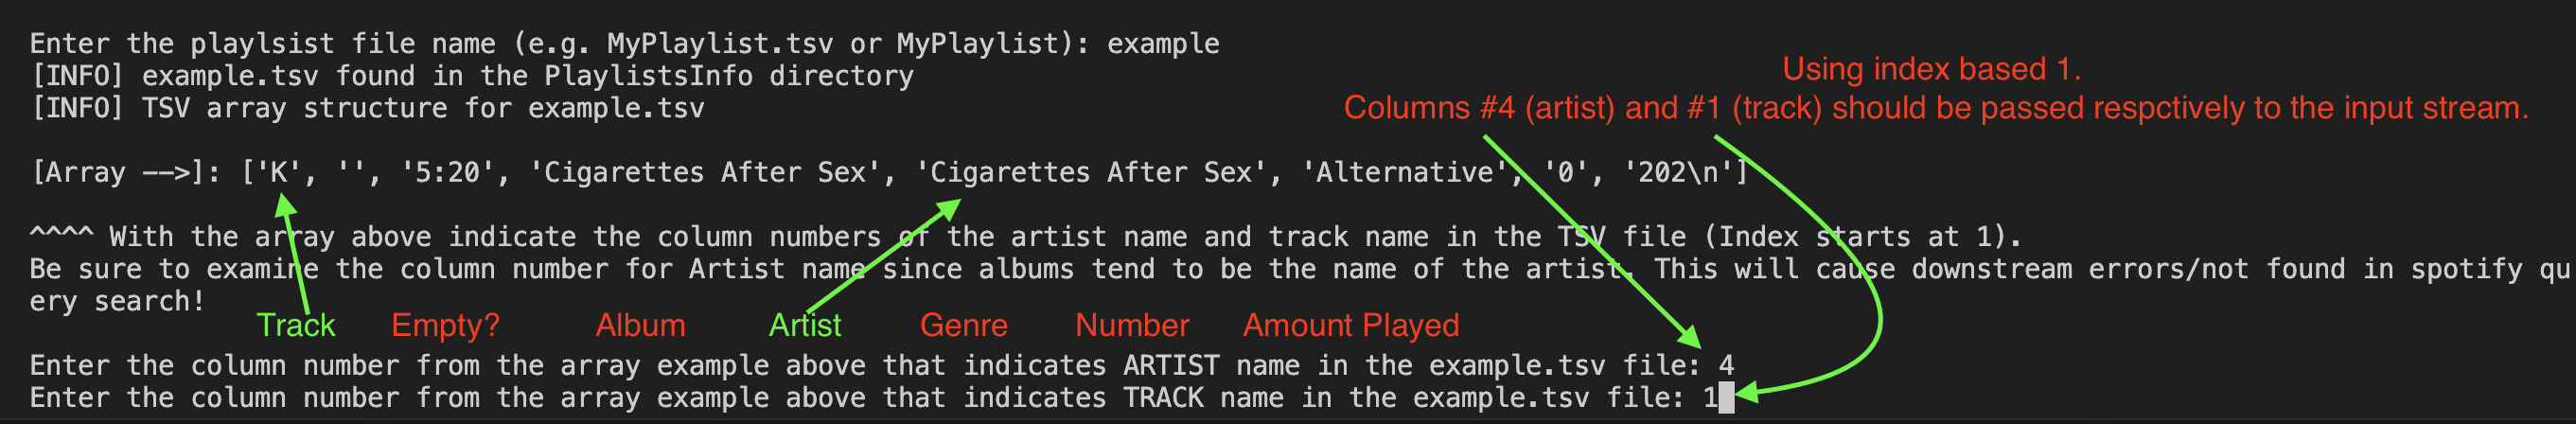 Enter the playlsist file name (e.g. MyPlaylist.tsv or MyPlaylist): example
[INFO] example.tsv found in the PlaylistsInfo directory
Using index based 1.
[INFO] TSV array structure for example.tsv
Columns #4 (artist) and #1 (track) should be passed respctively to the input stream.
[Array -->]: ['K', '', '5:20', 'Cigarettes After Sex', 'Cigarettes After Sex', 'Alternative', '0', '202\n']
^^^^ With the array above indicate the column numbers of the artist name and track name in the TSV file (Index starts at 1).
Be sure to examine the column number for Artist name since albums tend to be the name of the artist. This will cause downstream errors/not found in spotify qu
ery search!
Track Empty? Album Artist Genre Number Amount Played
Enter the column number from the array example above that indicates ARTIST name in the example.tsv file: 4
Enter the column number from the array example above that indicates TRACK name in the example.tsv file: 1